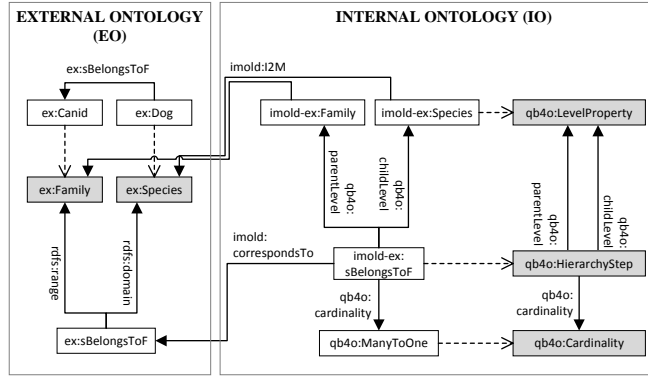 EXTERNAL ONTOLOGY
(EO)
INTERNAL ONTOLOGY (IO)
ex:sBelongsToF
ex:Canid
ex:Dog
ex:Family
ex:Species
rdfs:range
rdfs:domain
ex:sBelongsToF
imold:I2M
imold-ex:Family
imold-ex:Species
qb4o:LevelProperty
qb4o:
parentLevel
qb4o:
childLevel
qb4o:
parentLevel
qb4o:
childLevel
imold:
correspondsTo
imold-ex:
sBelongsToF
qb4o:HierarchyStep
qb4o:
cardinality
qb4o:
cardinality
qb4o:ManyToOne
qb4o:Cardinality